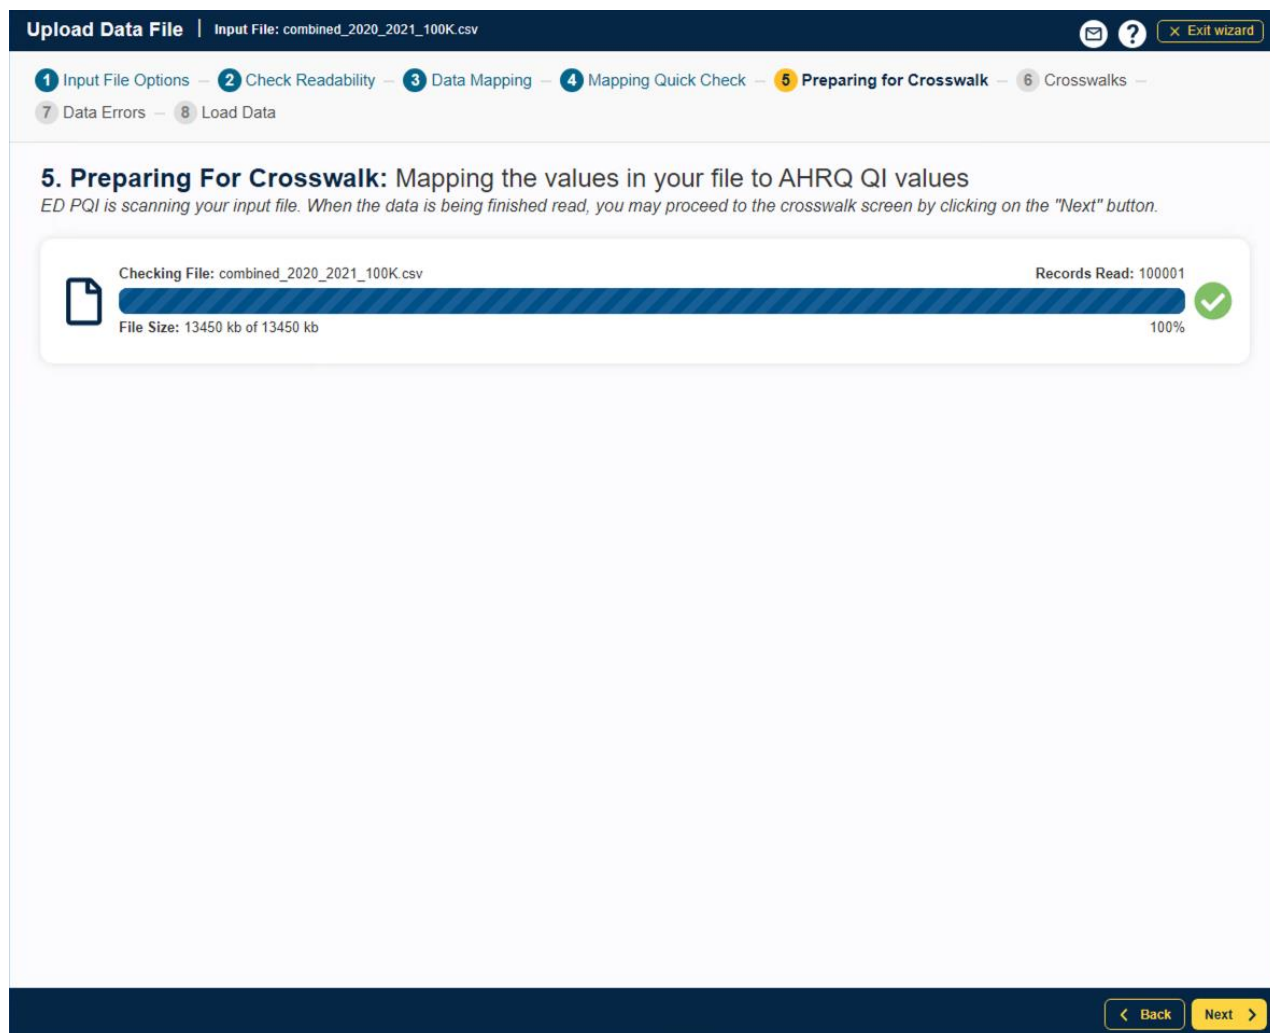 Upload Data File | Input File: combined_2020_2021_100K.csv ? × Exit wizard
1 Input File Options – 2 Check Readability – 3 Data Mapping – 4 Mapping Quick Check – 5 Preparing for Crosswalk – 6 Crosswalks –
7 Data Errors – 8 Load Data
5. Preparing For Crosswalk: Mapping the values in your file to AHRQ QI values
ED PQI is scanning your input file. When the data is being finished read, you may proceed to the crosswalk screen by clicking on the "Next" button.
Checking File: combined_2020_2021_100K.csv Records Read: 100001
File Size: 13450 kb of 13450 kb 100%
Back Next